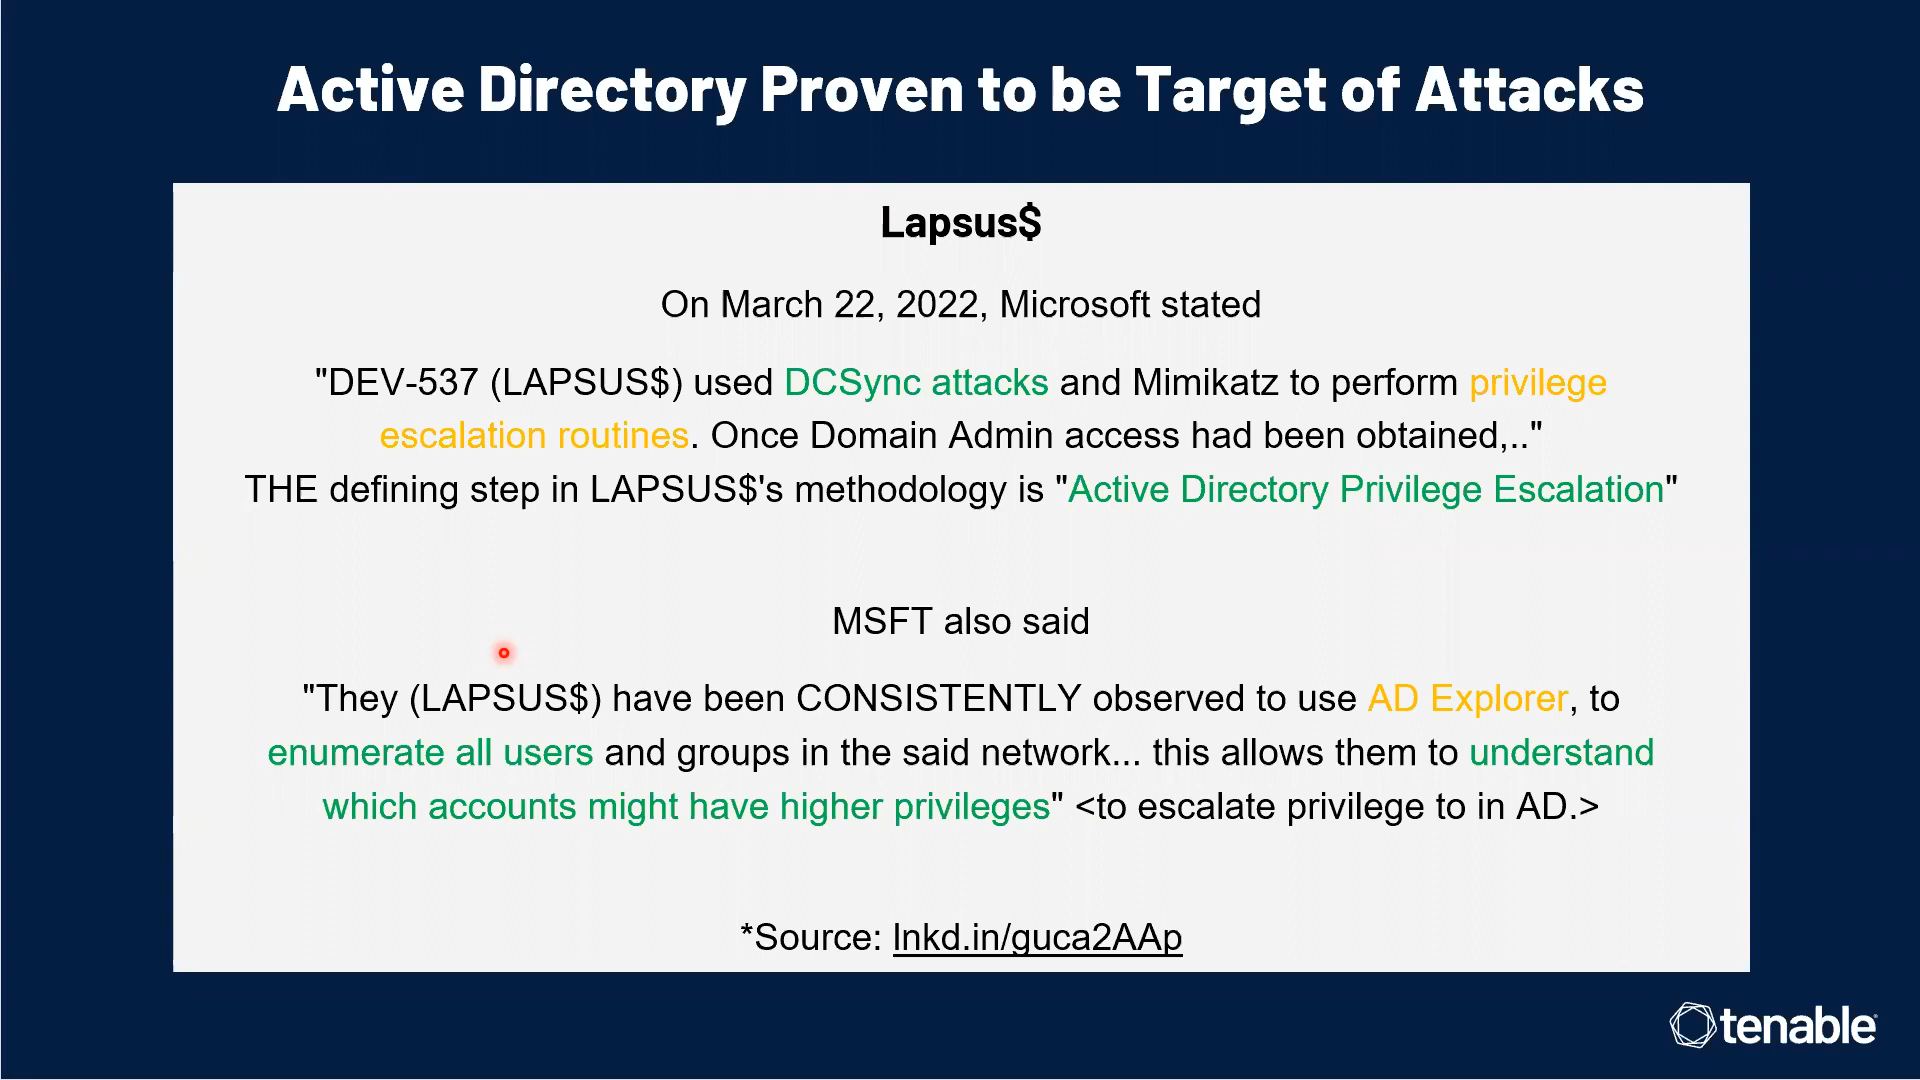 Active Directory Proven to be Target of Attacks
Lapsus$
On March 22, 2022, Microsoft stated
"DEV-537 (LAPSUS$) used DCSync attacks and Mimikatz to perform privilege
escalation routines. Once Domain Admin access had been obtained,.."
THE defining step in LAPSUS$'s methodology is "Active Directory Privilege Escalation"
MSFT also said
"They (LAPSUS$) have been CONSISTENTLY observed to use AD Explorer, to
enumerate all users and groups in the said network... this allows them to understand
which accounts might have higher privileges" <to escalate privilege to in AD.>
*Source: lnkd.in/guca2AAp
tenable